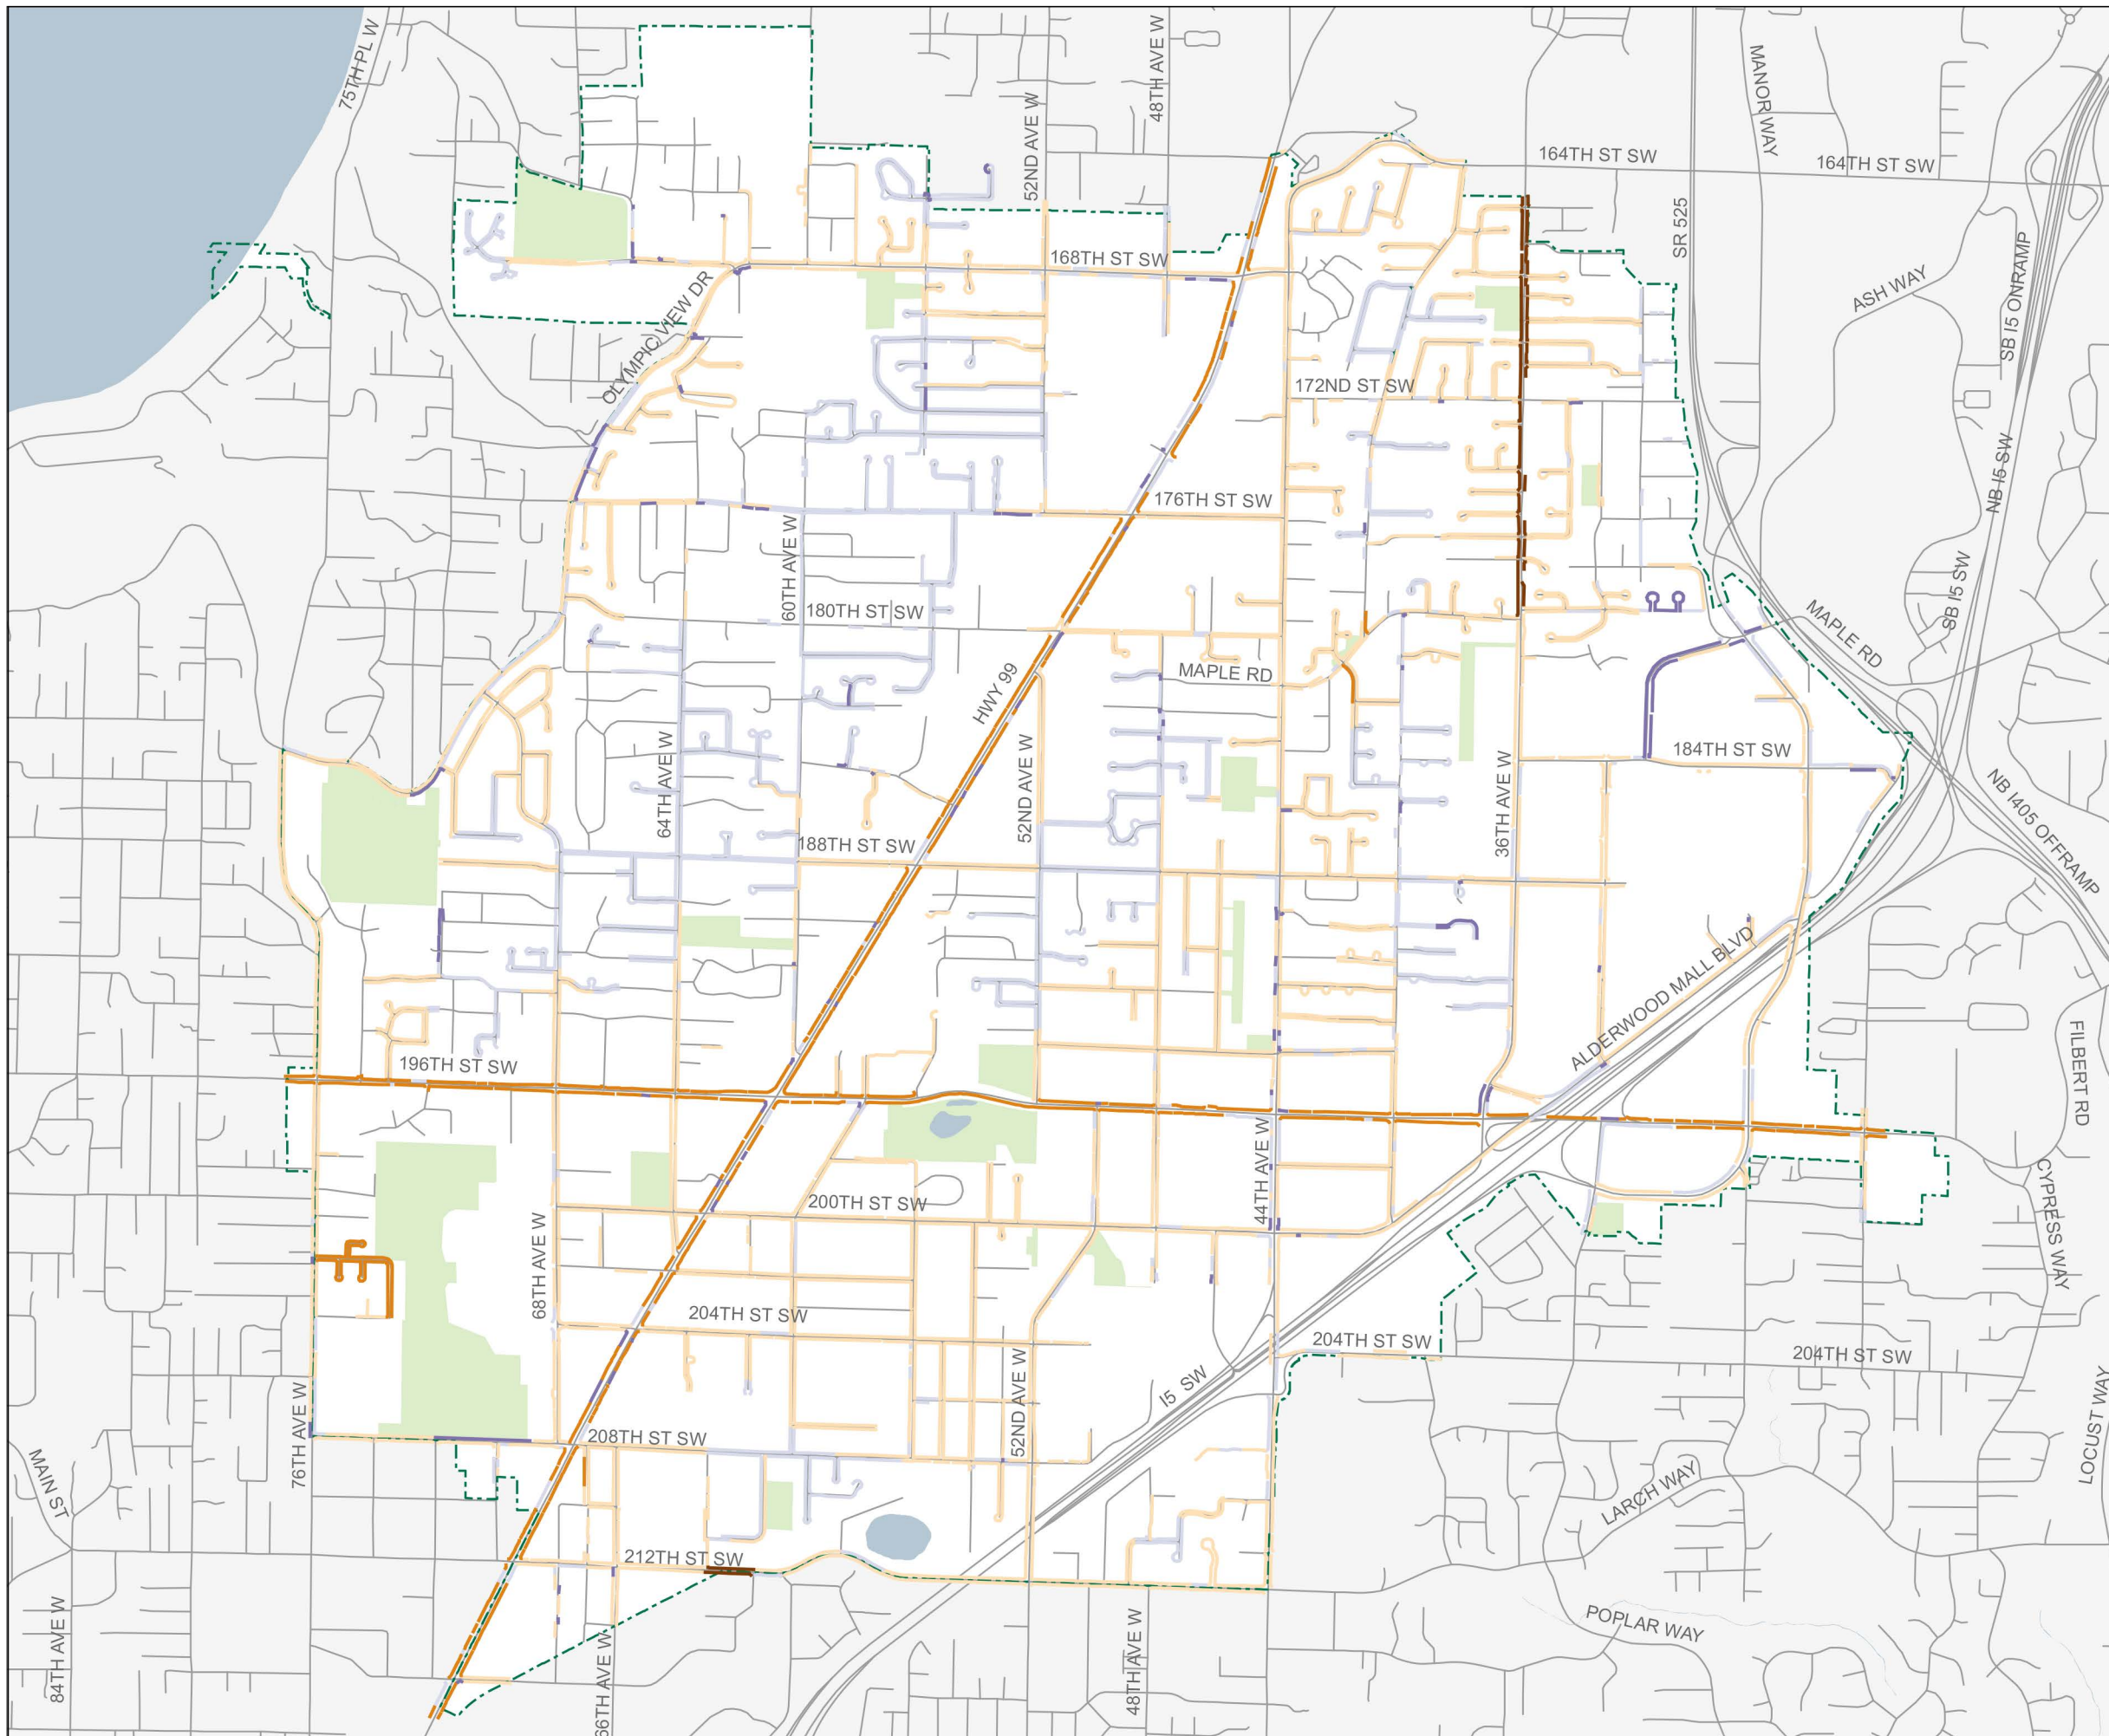 75TH PL W
52ND AVE W
48TH AVE W
MANOR WAY
164TH ST SW
164TH ST SW
SR 525
168TH ST SW
OLYMPIC VIEW DR
ASH WAY
SB I5 ONRAMP
172ND ST SW
NB I5 SW
176TH ST SW
60TH AVE W
180TH ST SW
SB I5 SW
MAPLE RD
MAPLE RD
HWY 99
184TH ST SW
64TH AVE W
52ND AVE W
36TH AVE W
NB I405 OFFRAMP
188TH ST SW
ALDERWOOD MALL BLVD
196TH ST SW
FILBERT RD
44TH AVE W
CYPRESS WAY
200TH ST SW
68TH AVE W
204TH ST SW
204TH ST SW
204TH ST SW
I5 SW
52ND AVE W
76TH AVE W
LOCUST WAY
208TH ST SW
MAIN ST
LARCH WAY
212TH ST SW
84TH AVE W
66TH AVE W
48TH AVE W
POPLAR WAY